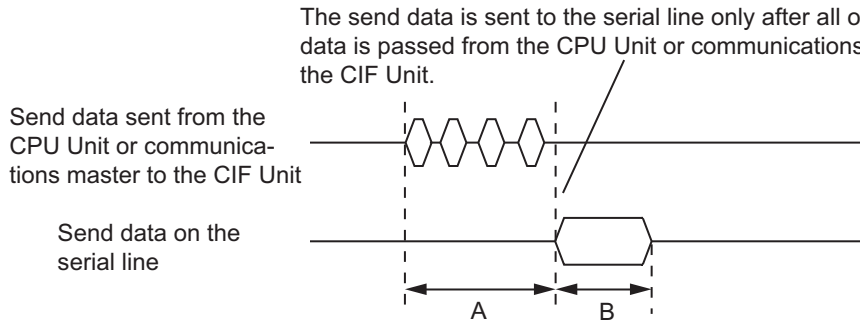 The send data is sent to the serial line only after all o
data is passed from the CPU Unit or communications
the CIF Unit.
Send data sent from the
CPU Unit or communica-
tions master to the CIF Unit
Send data on the
serial line
A
B